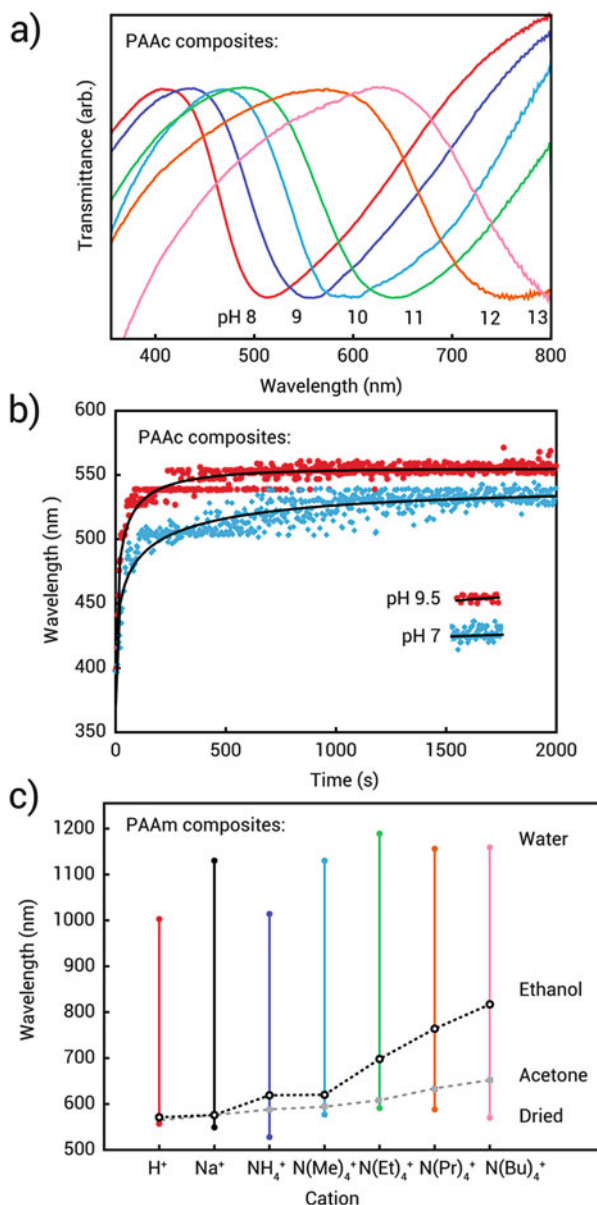 a)
PAAc composites:
Transmittance (arb.)
pH 8 9 10 11 12 13
400 500 600 700 800
Wavelength (nm)
b)
PAAc composites:
600
550
500
450
400
350
Wavelength (nm )
pH 9.5
pH 7
0 500 1000 1500 2000
Time (s)
c)
PAAm composites:
1200
1100
1000
900
800
700
600
500
Wavelength (nm)
Water
Ethanol
Acetone
Dried
H⁺ Na⁺ NH₄⁺ N(Me)₄⁺ N(Et)₄⁺ N(Pr)₄⁺ N(Bu)₄⁺
Cation